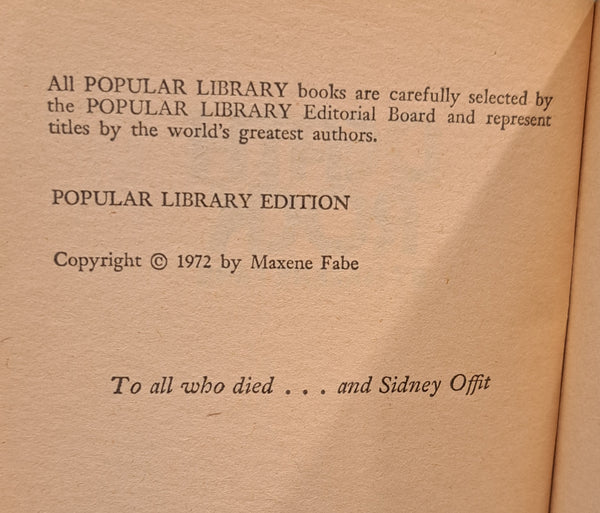 All POPULAR LIBRARY books are carefully selected by
the POPULAR LIBRARY Editorial Board and represent
titles by the world's greatest authors.
POPULAR LIBRARY EDITION
Copyright © 1972 by Maxene Fabe
To all who died . . . and Sidney Offit